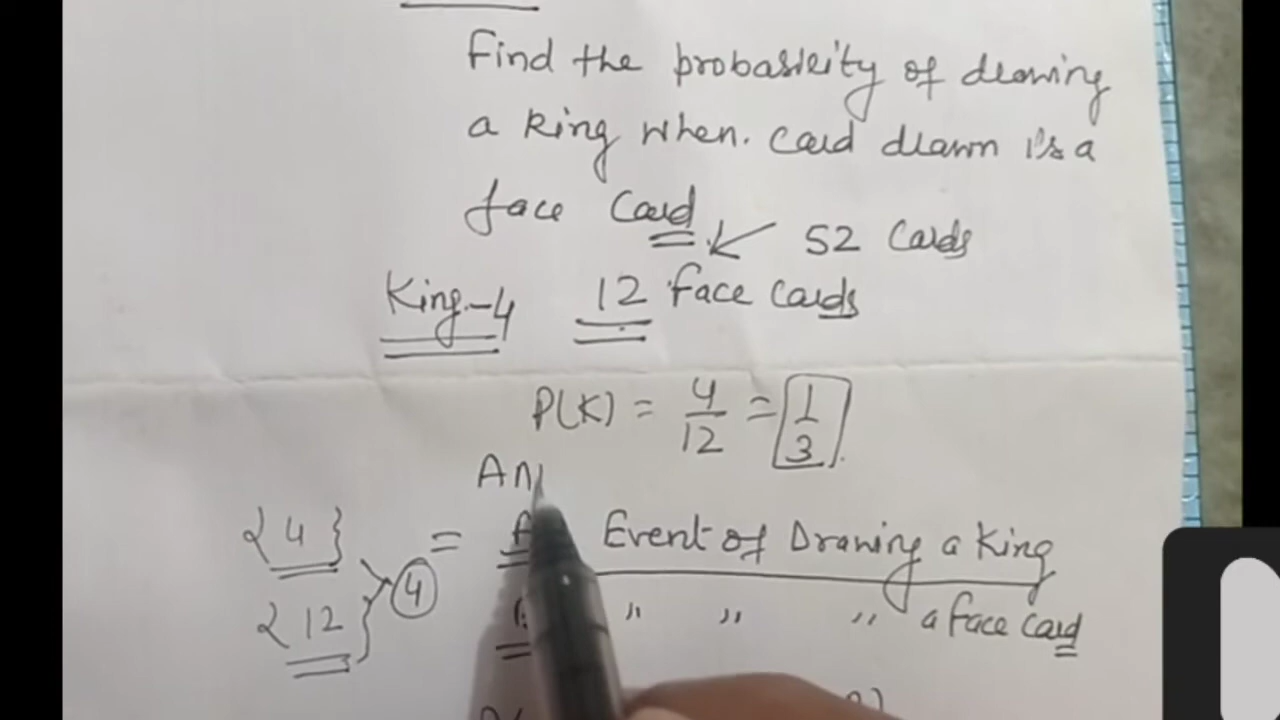 Find the probability of drawing
a king when. Card drawn is a
face Card
52 Cards
King-4 12 face cards
P(K) = 4/12 = 1/3
An
{4} = A Event of Drawing a King
4
{12} " " " a face card